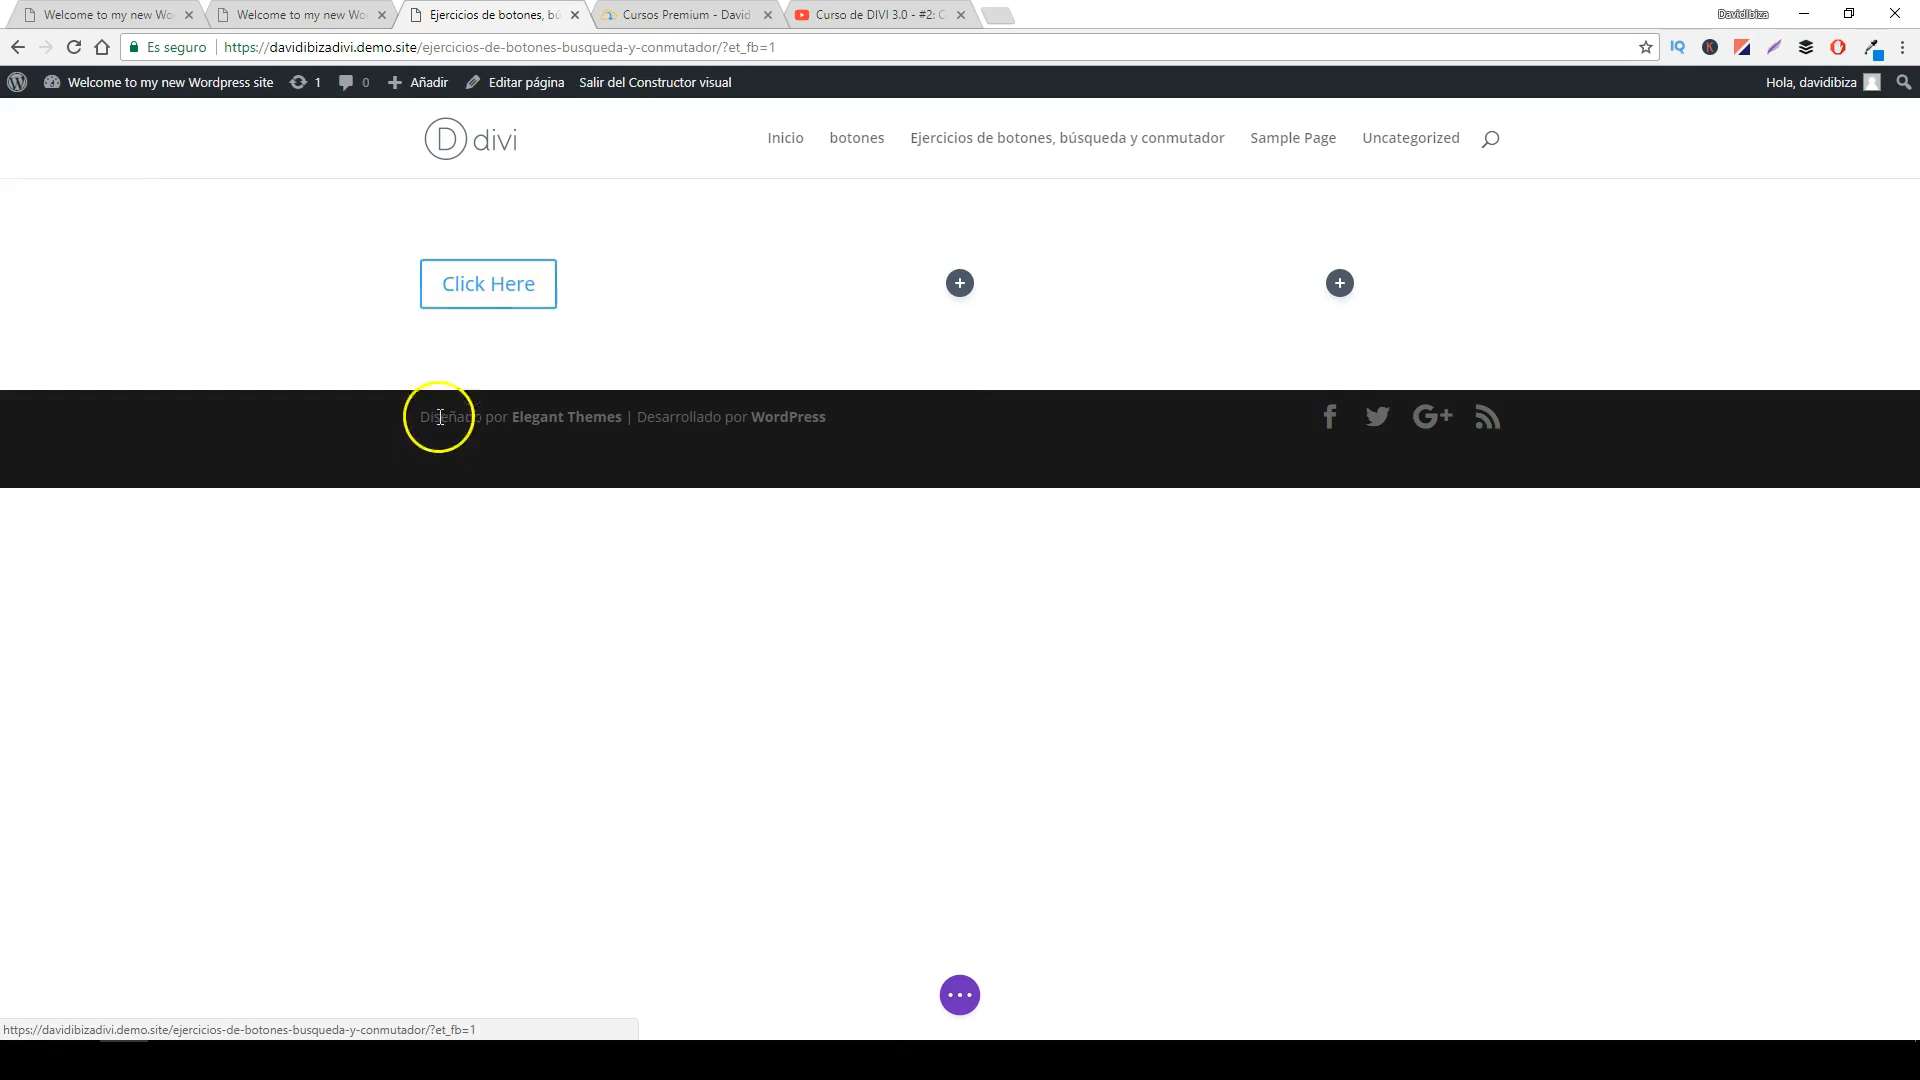 Welcome to my new Wo
Welcome to my new Wo
Ejercicios de botones, bú
Cursos Premium - David
Curso de DIVI 3.0 - #2: C
DavidIbiza
Es seguro
https://davidibizadivi.demo.site/ejercicios-de-botones-busqueda-y-conmutador/?et_fb=1
IQ
K
Welcome to my new Wordpress site
1
0
Añadir
Editar página
Salir del Constructor visual
Hola, davidibiza
D divi
Inicio
botones
Ejercicios de botones, búsqueda y conmutador
Sample Page
Uncategorized
Click Here
Diseñado por Elegant Themes | Desarrollado por WordPress
https://davidibizadivi.demo.site/ejercicios-de-botones-busqueda-y-conmutador/?et_fb=1